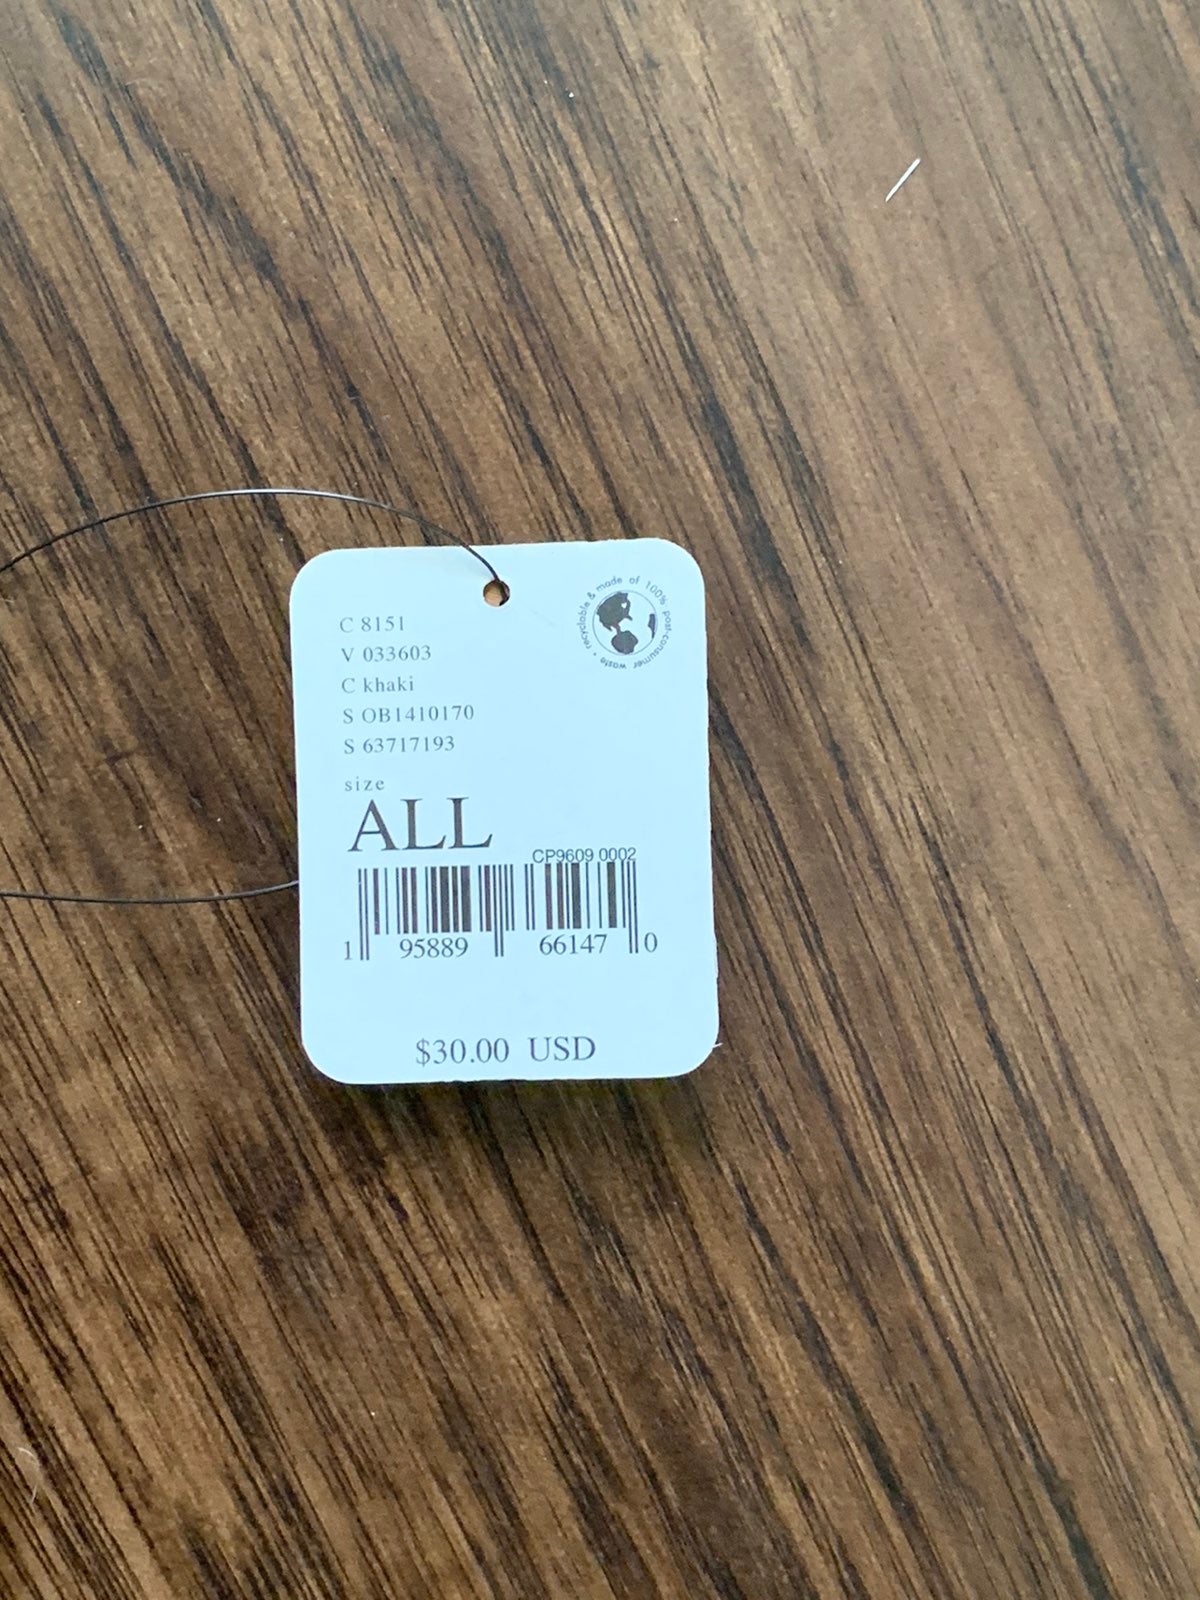 recyclable & made of 100% post-consumer waste •
C 8151
V 033603
C khaki
S OB1410170
S 63717193
size
ALL
CP9609 0002
1 95889 66147 0
$30.00 USD